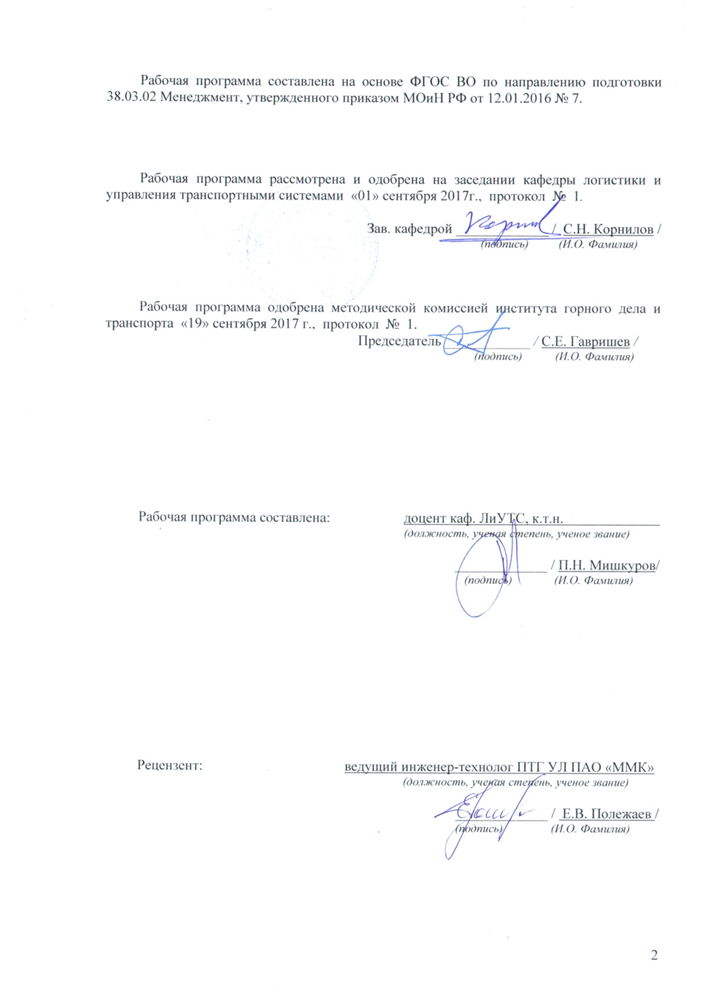 Рабочая программа составлена на основе ФГОС ВО по направлению подготовки
38.03.02 Менеджмент, утвержденного приказом МОиН РФ от 12.01.2016 № 7.
Рабочая программа рассмотрена и одобрена на заседании кафедры логистики и
управления транспортными системами «01» сентября 2017г., протокол № 1.
Зав. кафедрой ______________ / С.Н. Корнилов /
(подпись) (И.О. Фамилия)
Рабочая программа одобрена методической комиссией института горного дела и
транспорта «19» сентября 2017 г., протокол № 1.
Председатель _____________ / С.Е. Гавришев /
(подпись) (И.О. Фамилия)
Рабочая программа составлена: доцент каф. ЛиУТС, к.т.н.
(должность, ученая степень, ученое звание)
______________ / П.Н. Мишкуров/
(подпись) (И.О. Фамилия)
Рецензент: ведущий инженер-технолог ПТГ УЛ ПАО «ММК»
(должность, ученая степень, ученое звание)
______________ / Е.В. Полежаев /
(подпись) (И.О. Фамилия)
2